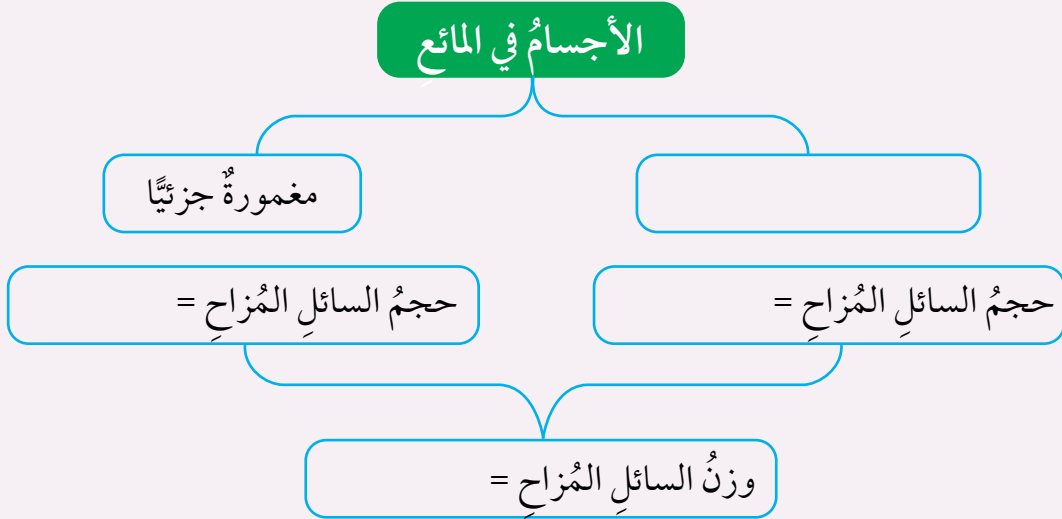 الأجسامُ في المائعِ
مغمورةٌ جزئيًّا
حجمُ السائلِ المُزاحِ =
حجمُ السائلِ المُزاحِ =
وزنُ السائلِ المُزاحِ =